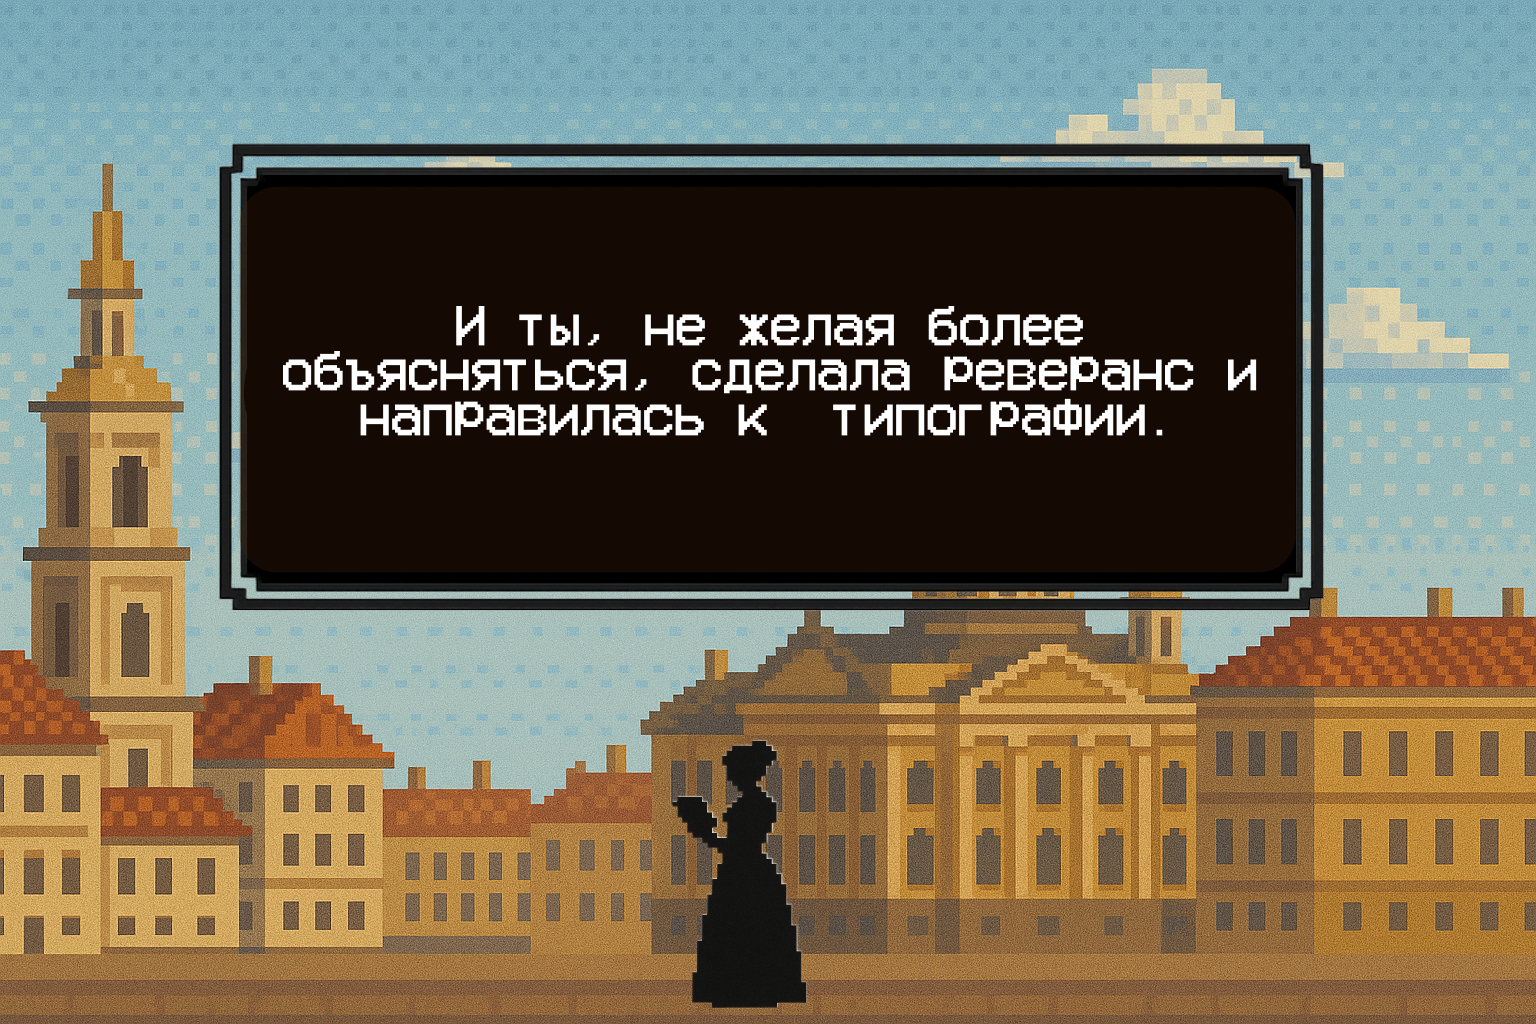 И ты, не желая более
объясняться, сделала реверанс и
направилась к типографии.